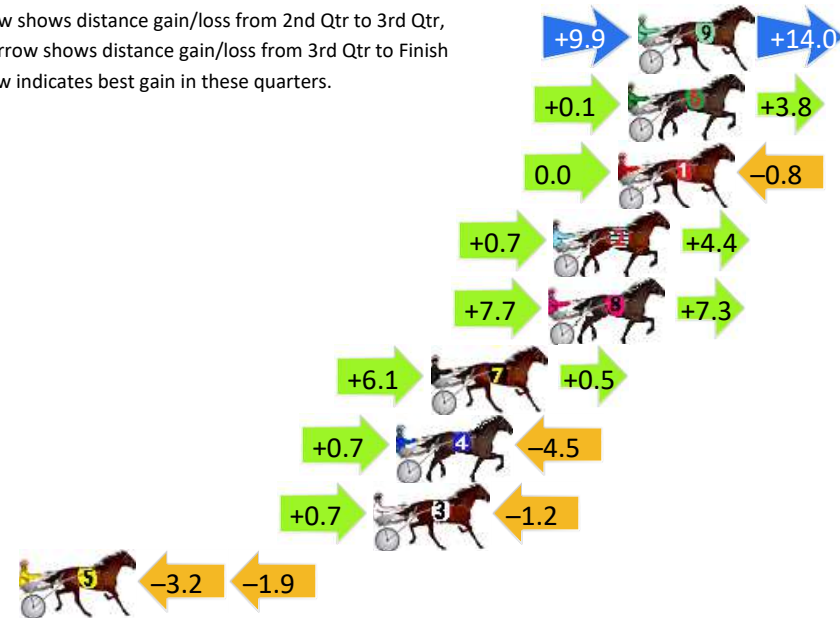 w shows distance gain/loss from 2nd Qtr to 3rd Qtr,
rrow shows distance gain/loss from 3rd Qtr to Finish
w indicates best gain in these quarters.
+9.9 9 +14.0
+0.1 +3.8
0.0 1 –0.8
+0.7 2 +4.4
+7.7 8 +7.3
+6.1 7 +0.5
+0.7 4 –4.5
+0.7 3 –1.2
5 –3.2 –1.9